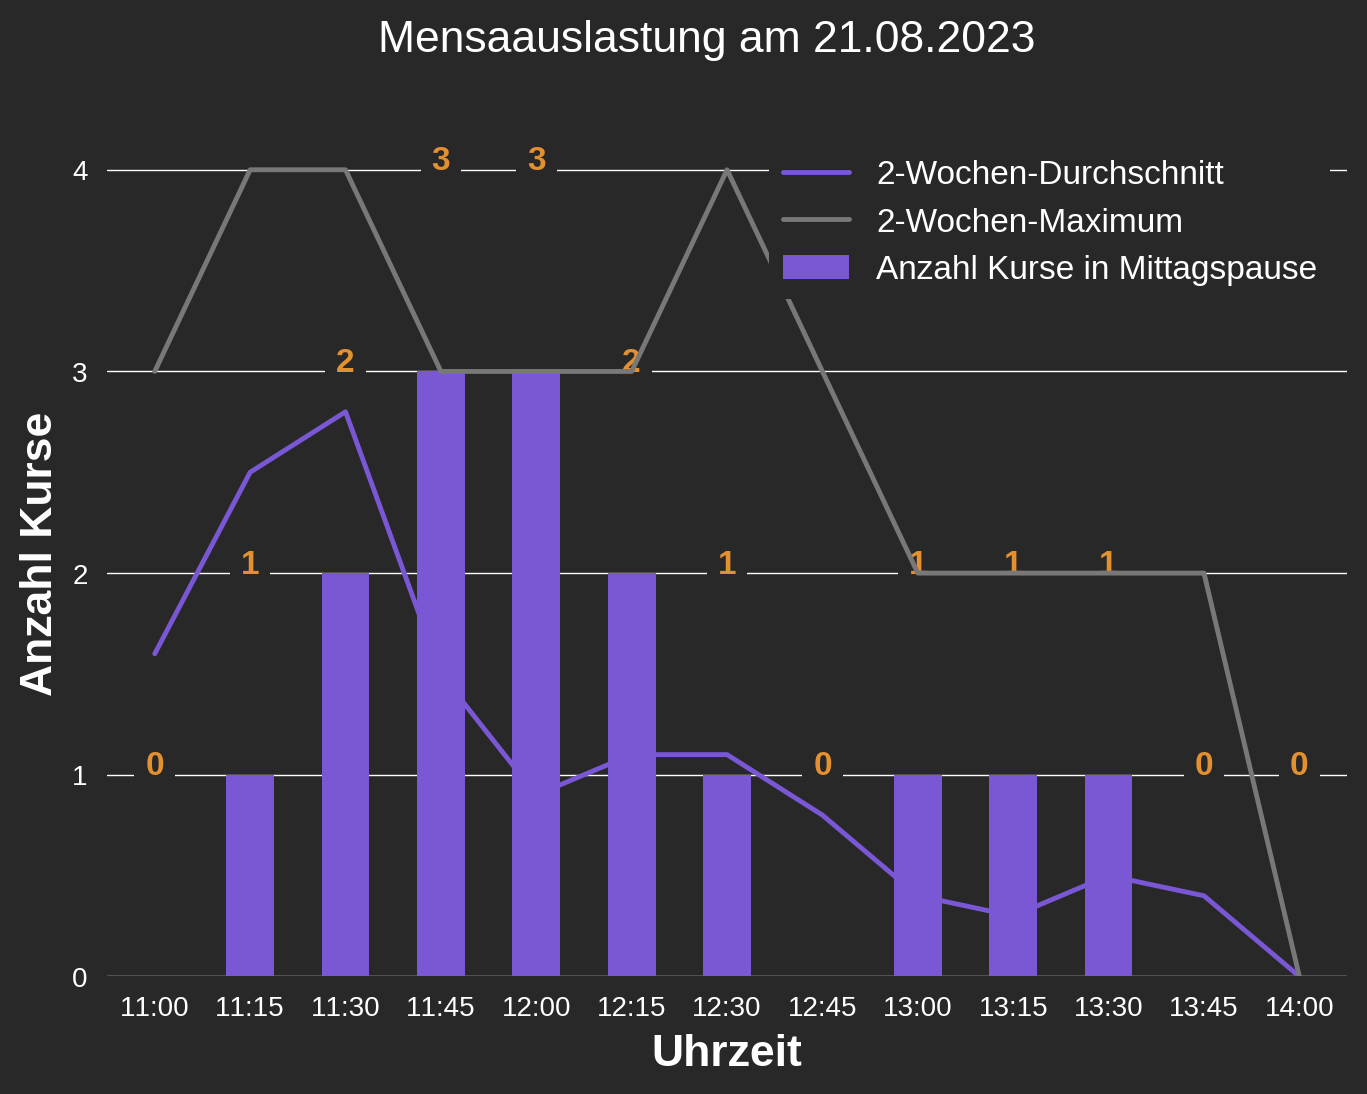 Mensaauslastung am 21.08.2023
3 3
4
2-Wochen-Durchschnitt
2-Wochen-Maximum
Anzahl Kurse in Mittagspause
2 2
3
1 1 1 1 1
2
0 0 0 0
1
0
Anzahl Kurse
11:00 11:15 11:30 11:45 12:00 12:15 12:30 12:45 13:00 13:15 13:30 13:45 14:00
Uhrzeit